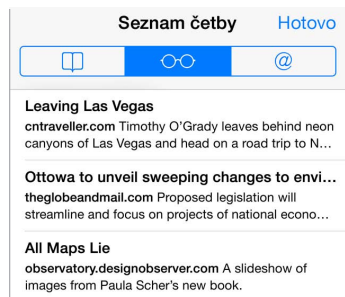 Seznam četby Hotovo
@
Leaving Las Vegas
cntraveller.com Timothy O'Grady leaves behind neon
canyons of Las Vegas and head on a road trip to N…
Ottowa to unveil sweeping changes to envi…
theglobeandmail.com Proposed legislation will
streamline and focus on projects of national econo…
All Maps Lie
observatory.designobserver.com A slideshow of
images from Paula Scher's new book.